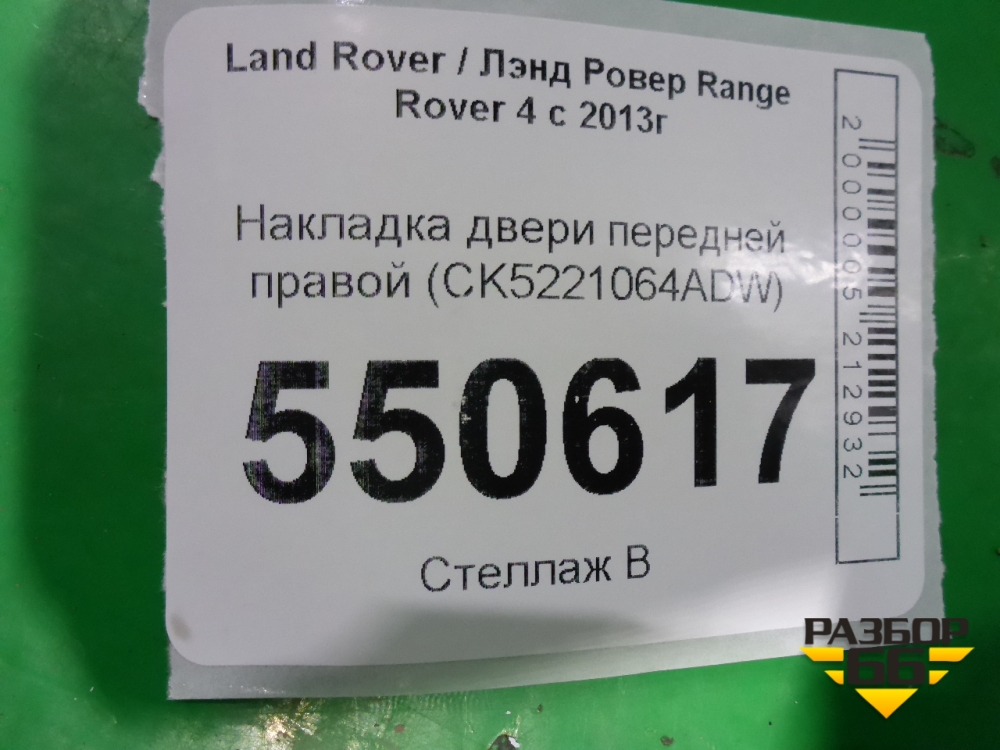 Land Rover / Лэнд Ровер Range
Rover 4 с 2013г
Накладка двери передней
правой (CK5221064ADW)
550617
Стеллаж В
2000005212932
РАЗБОР
66